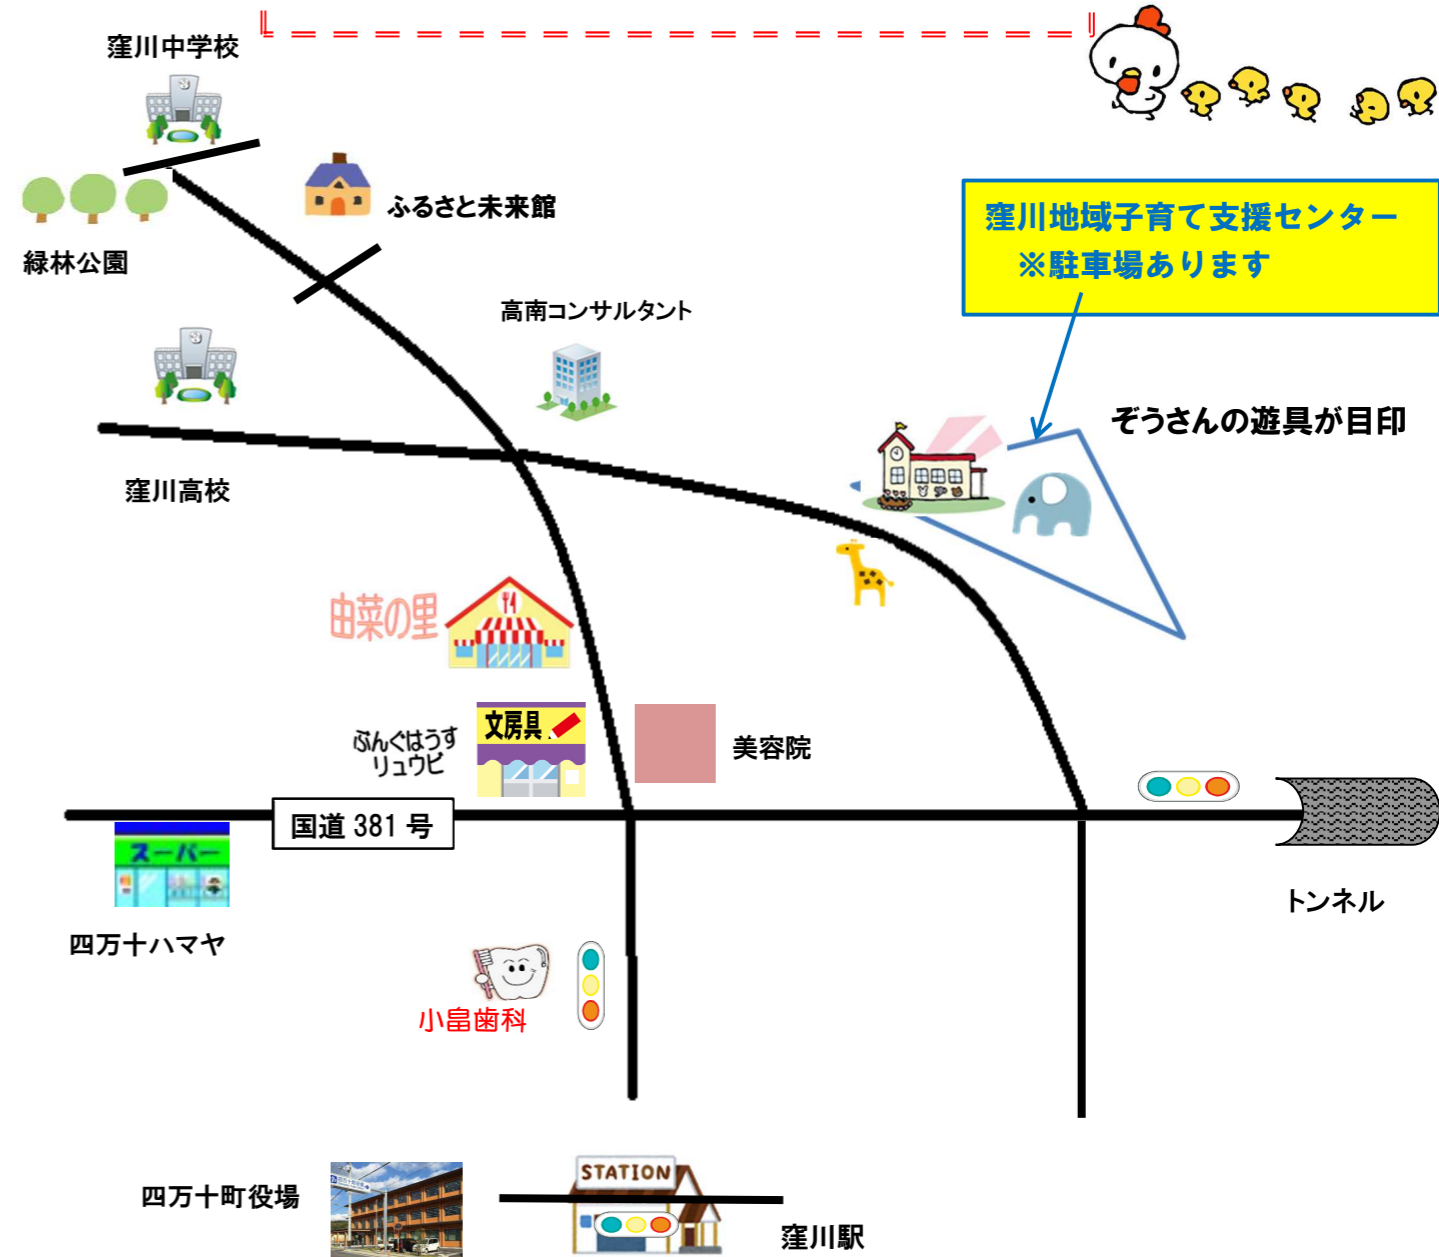 窪川中学校
ふるさと未来館
緑林公園
窪川地域子育て支援センター
※駐車場あります
高南コンサルタント
ぞうさんの遊具が目印
窪川高校
由菜の里
文房具
ぶんぐはうす
リュウビ
美容院
国道 381 号
スーパー
トンネル
四万十ハマヤ
小畠歯科
STATION
四万十町役場
窪川駅